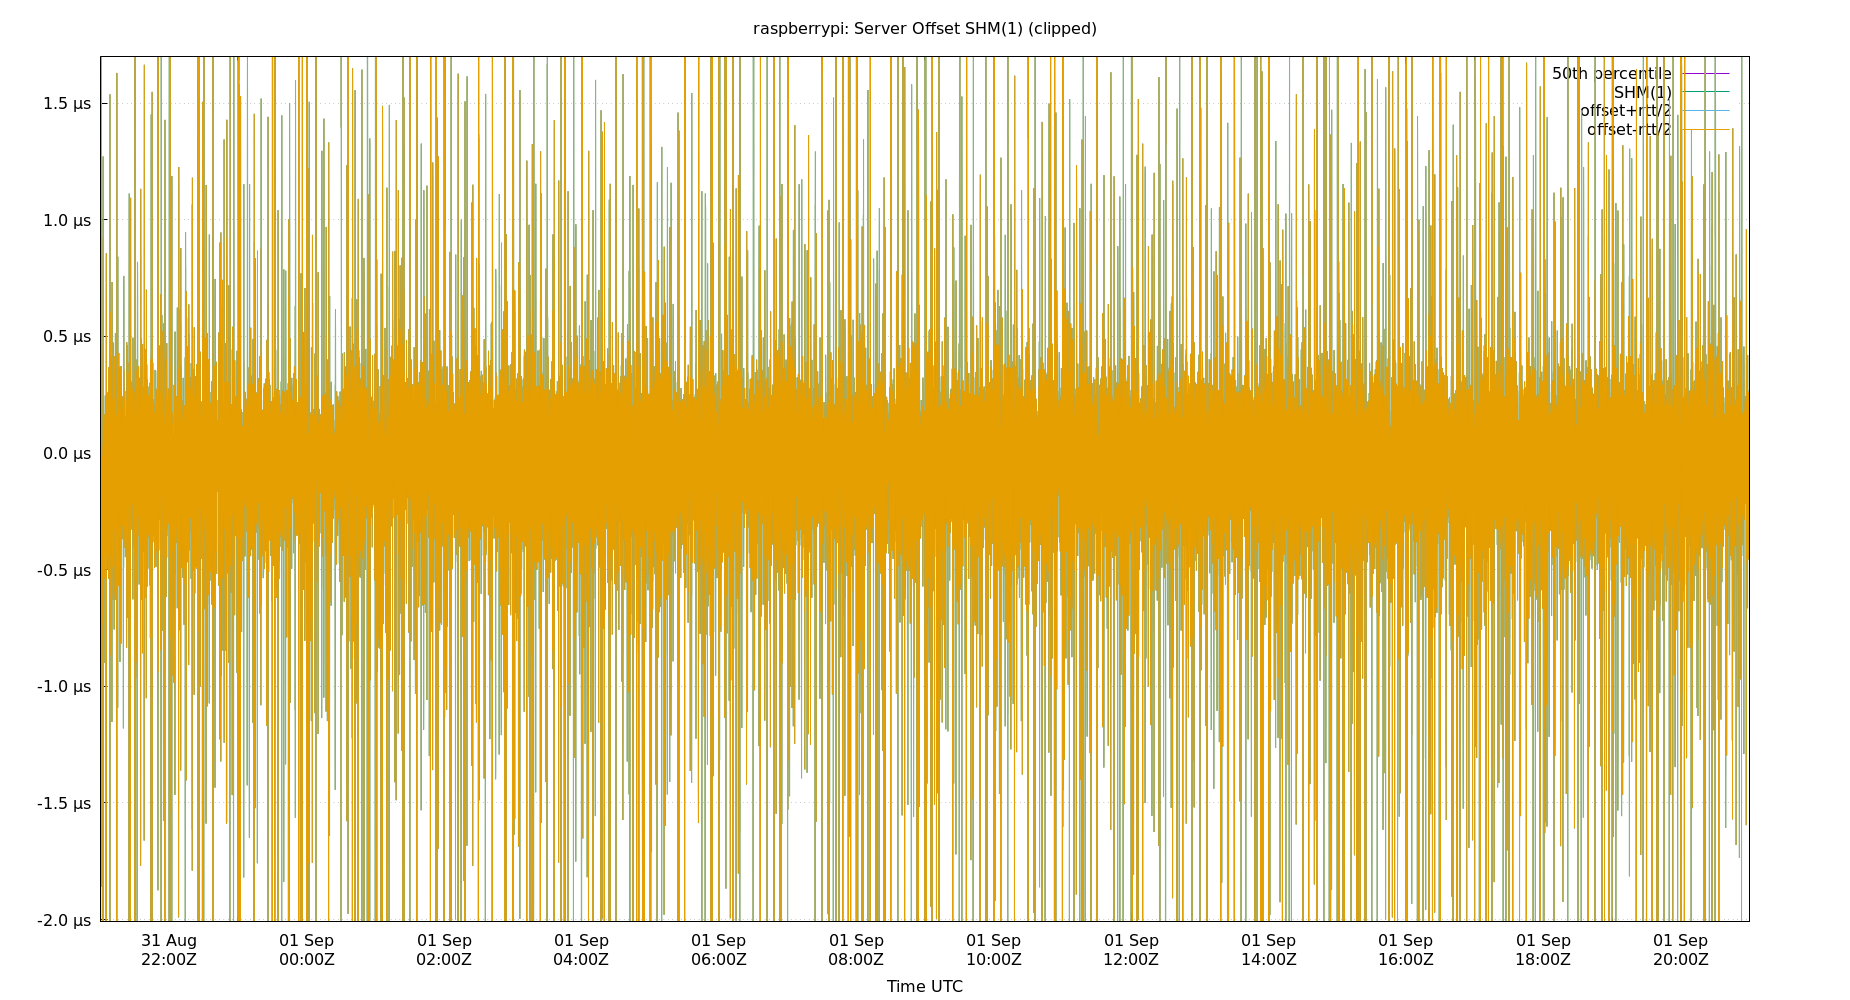 raspberrypi: Server Offset SHM(1) (clipped)
50th percentile
SHM(1)
offset+rtt/2
offset-rtt/2
1.5 µs
1.0 µs
0.5 µs
0.0 µs
-0.5 µs
-1.0 µs
-1.5 µs
-2.0 µs
31 Aug 01 Sep 01 Sep 01 Sep 01 Sep 01 Sep 01 Sep 01 Sep 01 Sep 01 Sep 01 Sep 01 Sep
22:00Z 00:00Z 02:00Z 04:00Z 06:00Z 08:00Z 10:00Z 12:00Z 14:00Z 16:00Z 18:00Z 20:00Z
Time UTC